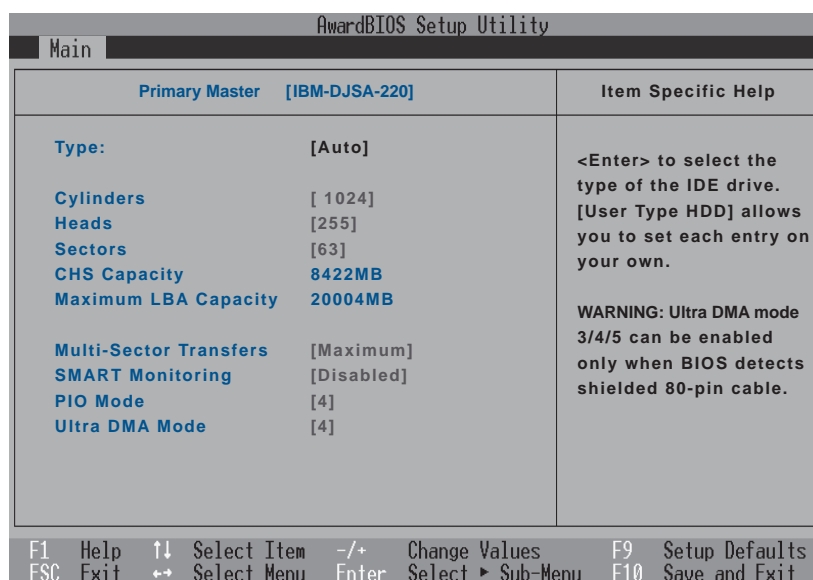 AwardBIOS Setup Utility
Main
Primary Master [IBM-DJSA-220]
Item Specific Help
Type: [Auto]
Cylinders [ 1024]
Heads [255]
Sectors [63]
CHS Capacity 8422MB
Maximum LBA Capacity 20004MB
Multi-Sector Transfers [Maximum]
SMART Monitoring [Disabled]
PIO Mode [4]
Ultra DMA Mode [4]
<Enter> to select the
type of the IDE drive.
[User Type HDD] allows
you to set each entry on
your own.
WARNING: Ultra DMA mode
3/4/5 can be enabled
only when BIOS detects
shielded 80-pin cable.
F1 Help ↑↓ Select Item -/+ Change Values F9 Setup Defaults
ESC Exit ←→ Select Menu Enter Select ▶ Sub-Menu F10 Save and Exit